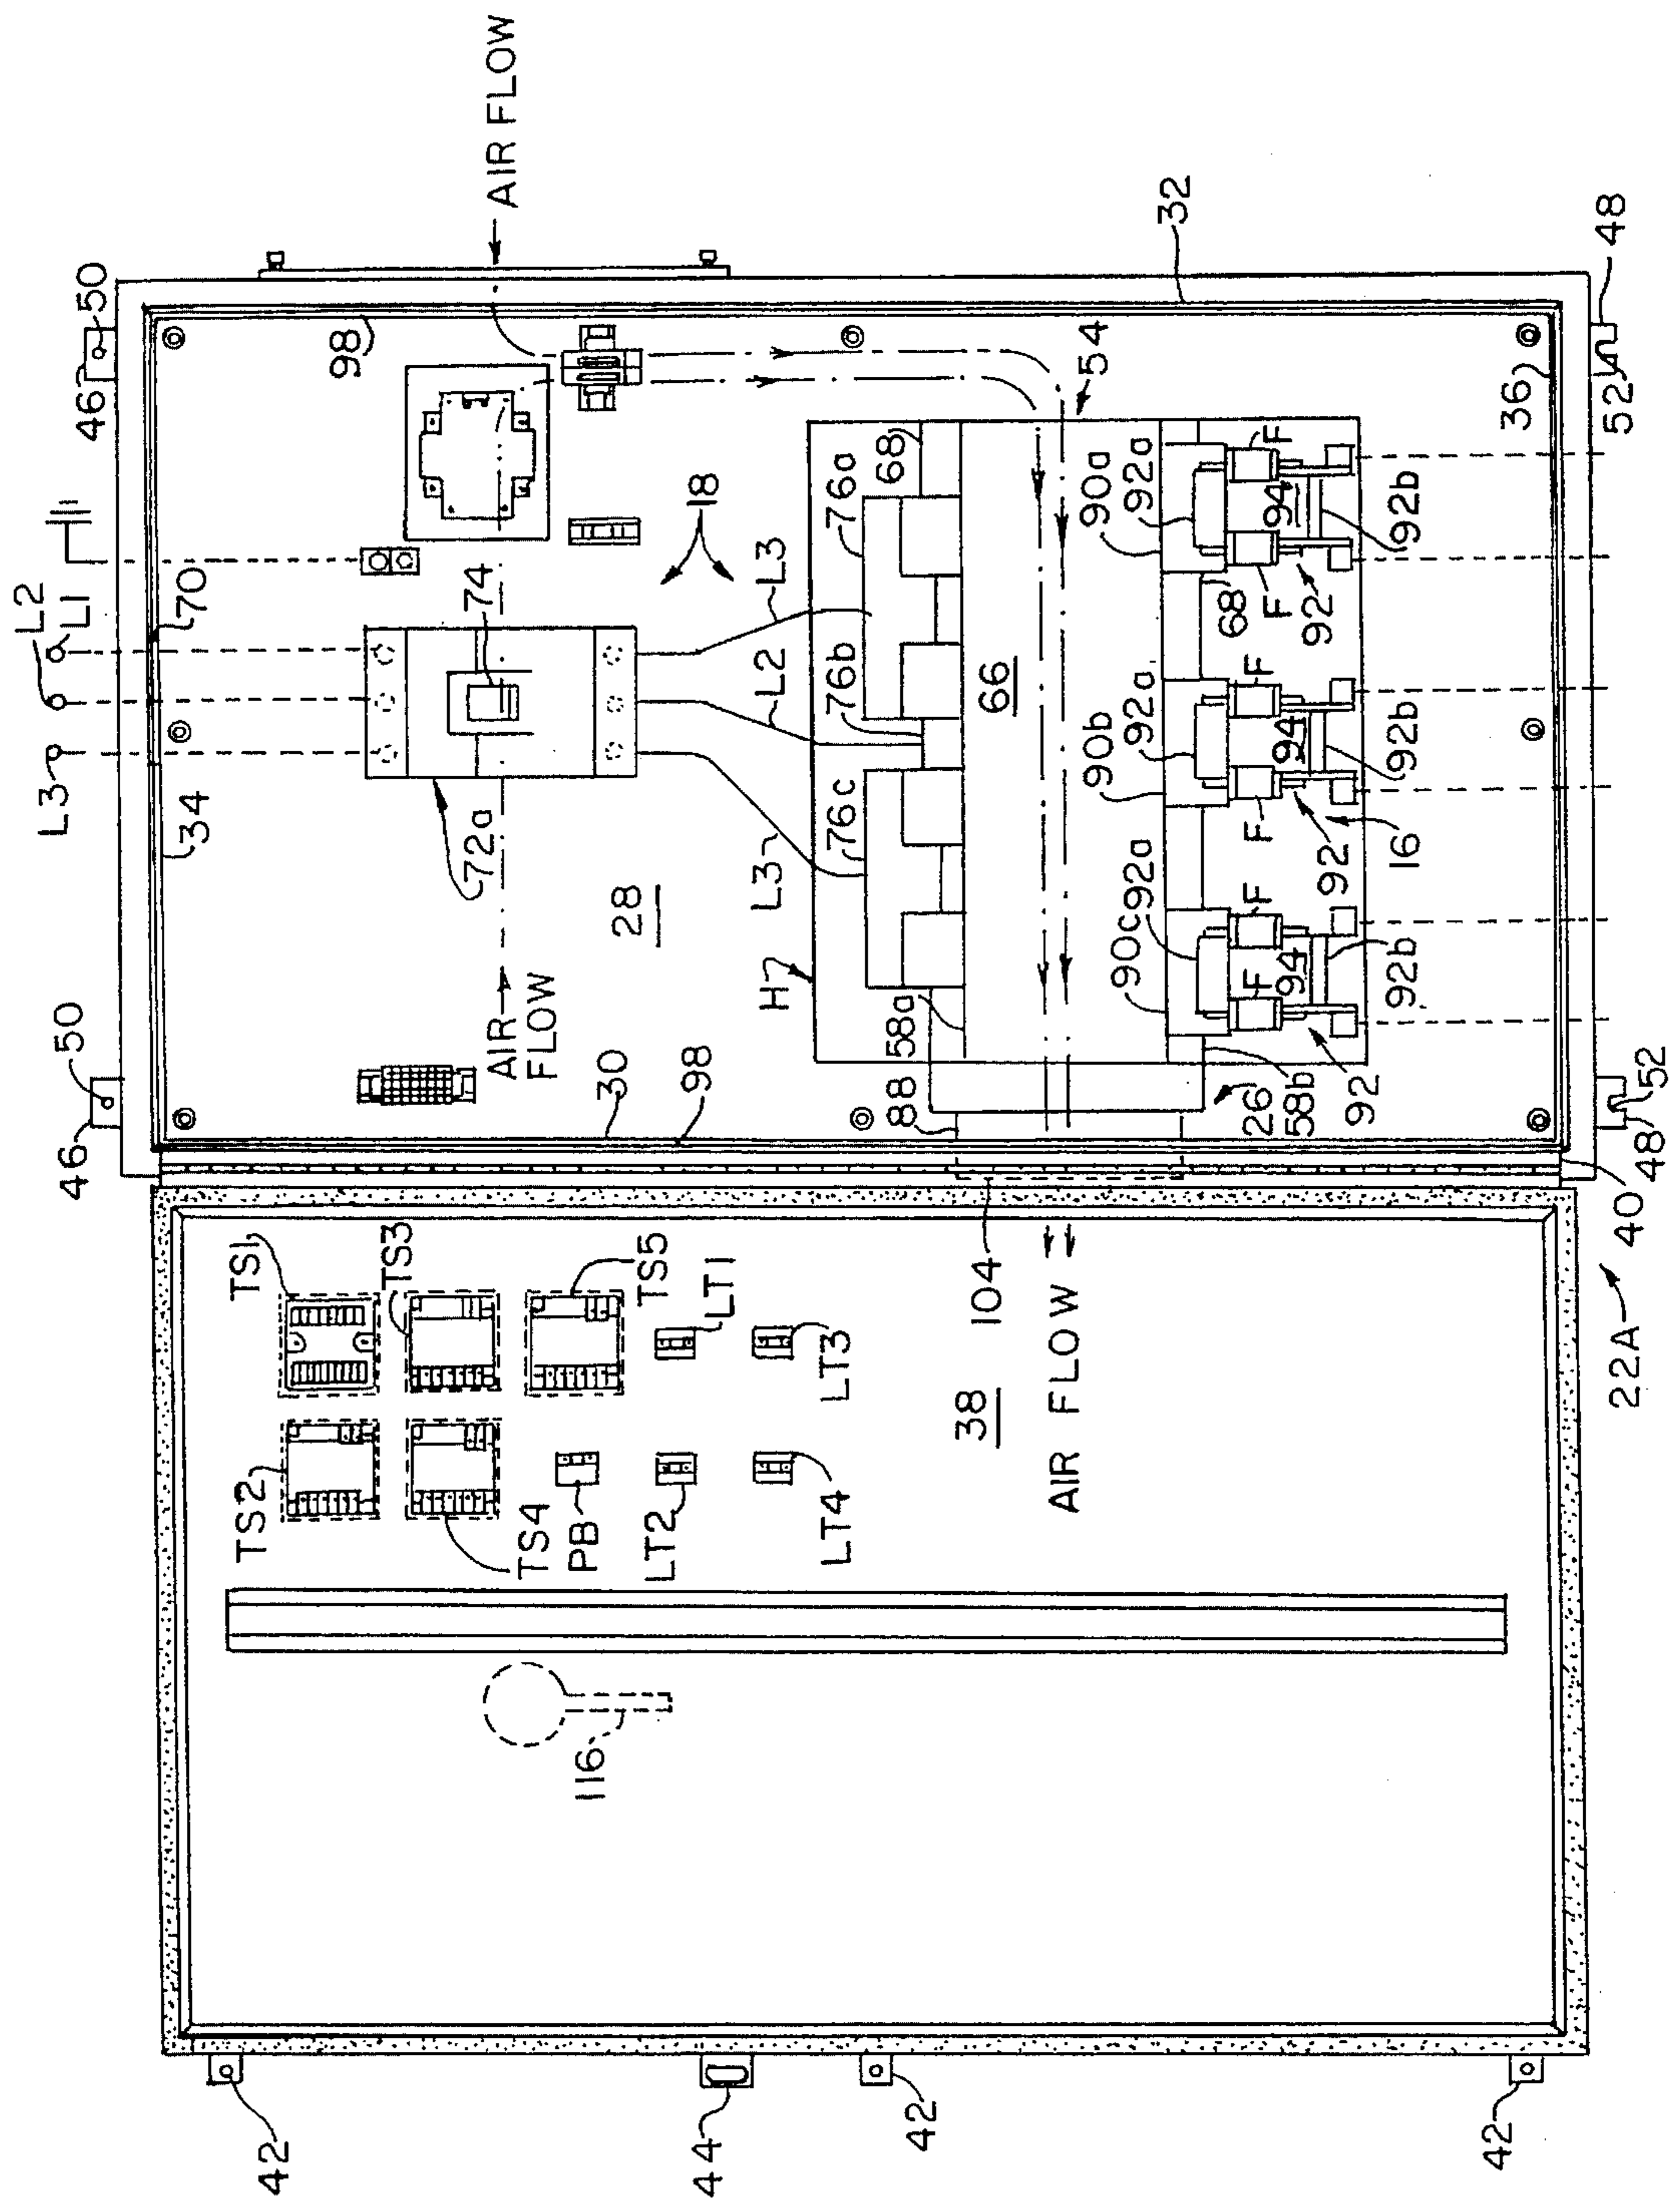 AIR FLOW
50
46
98
32
48
52
36
L1
L2
L3
70
34
74
72a
18
54
68
76a
L3
L2
76b
76c
L3
28
H
66
90a
92a
F
94
92b
F
92
68
90b
92a
F
94
92b
F
92
16
90c
92a
F
94
92b
F
92
58a
58b
26
88
AIR
FLOW
30
98
50
46
52
48
40
22A
104
TS1
TS3
TS5
LT1
LT3
38
AIR FLOW
TS2
TS4
PB
LT2
LT4
116
42
44
42
42